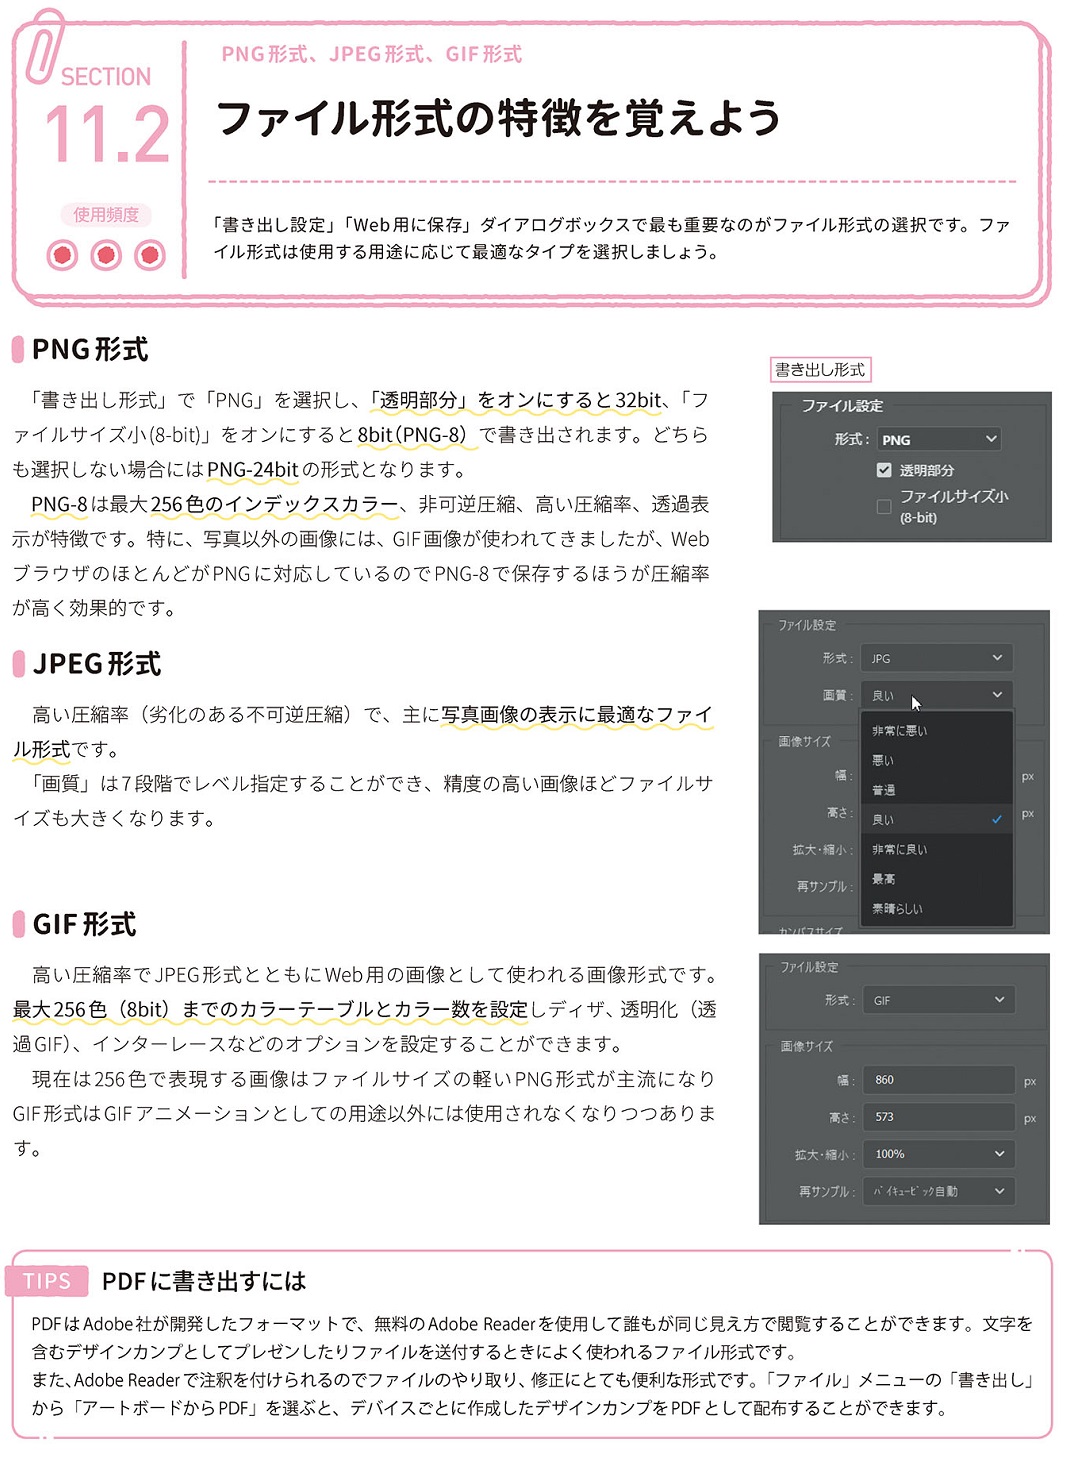 SECTION
11.2
使用頻度
PNG形式、JPEG形式、GIF形式
ファイル形式の特徴を覚えよう
「書き出し設定」「Web用に保存」ダイアログボックスで最も重要なのがファイル形式の選択です。ファ
イル形式は使用する用途に応じて最適なタイプを選択しましょう。
PNG形式
「書き出し形式」で「PNG」を選択し、「透明部分」をオンにすると32bit、「フ
ァイルサイズ小(8-bit)」をオンにすると8bit（PNG-8）で書き出されます。どちら
も選択しない場合にはPNG-24bitの形式となります。
PNG-8は最大256色のインデックスカラー、非可逆圧縮、高い圧縮率、透過表
示が特徴です。特に、写真以外の画像には、GIF画像が使われてきましたが、Web
ブラウザのほとんどがPNGに対応しているのでPNG-8で保存するほうが圧縮率
が高く効果的です。
書き出し形式
ファイル設定
形式： PNG
透明部分
ファイルサイズ小
(8-bit)
JPEG形式
高い圧縮率（劣化のある不可逆圧縮）で、主に写真画像の表示に最適なファイ
ル形式です。
「画質」は7段階でレベル指定することができ、精度の高い画像ほどファイルサ
イズも大きくなります。
ファイル設定
形式： JPG
画質： 良い
非常に悪い
画像サイズ
悪い
幅： px
普通
高さ： px
良い
拡大・縮小：
非常に良い
再サンプル：
最高
素晴らしい
カンバスサイズ
GIF形式
高い圧縮率でJPEG形式とともにWeb用の画像として使われる画像形式です。
最大256色（8bit）までのカラーテーブルとカラー数を設定しディザ、透明化（透
過GIF）、インターレースなどのオプションを設定することができます。
現在は256色で表現する画像はファイルサイズの軽いPNG形式が主流になり
GIF形式はGIFアニメーションとしての用途以外には使用されなくなりつつありま
す。
ファイル設定
形式： GIF
画像サイズ
幅： 860 px
高さ： 573 px
拡大・縮小： 100%
再サンプル： バイキュービック自動
TIPS PDFに書き出すには
PDFはAdobe社が開発したフォーマットで、無料のAdobe Readerを使用して誰もが同じ見え方で閲覧することができます。文字を
含むデザインカンプとしてプレゼンしたりファイルを送付するときによく使われるファイル形式です。
また、Adobe Readerで注釈を付けられるのでファイルのやり取り、修正にとても便利な形式です。「ファイル」メニューの「書き出し」
から「アートボードからPDF」を選ぶと、デバイスごとに作成したデザインカンプをPDFとして配布することができます。